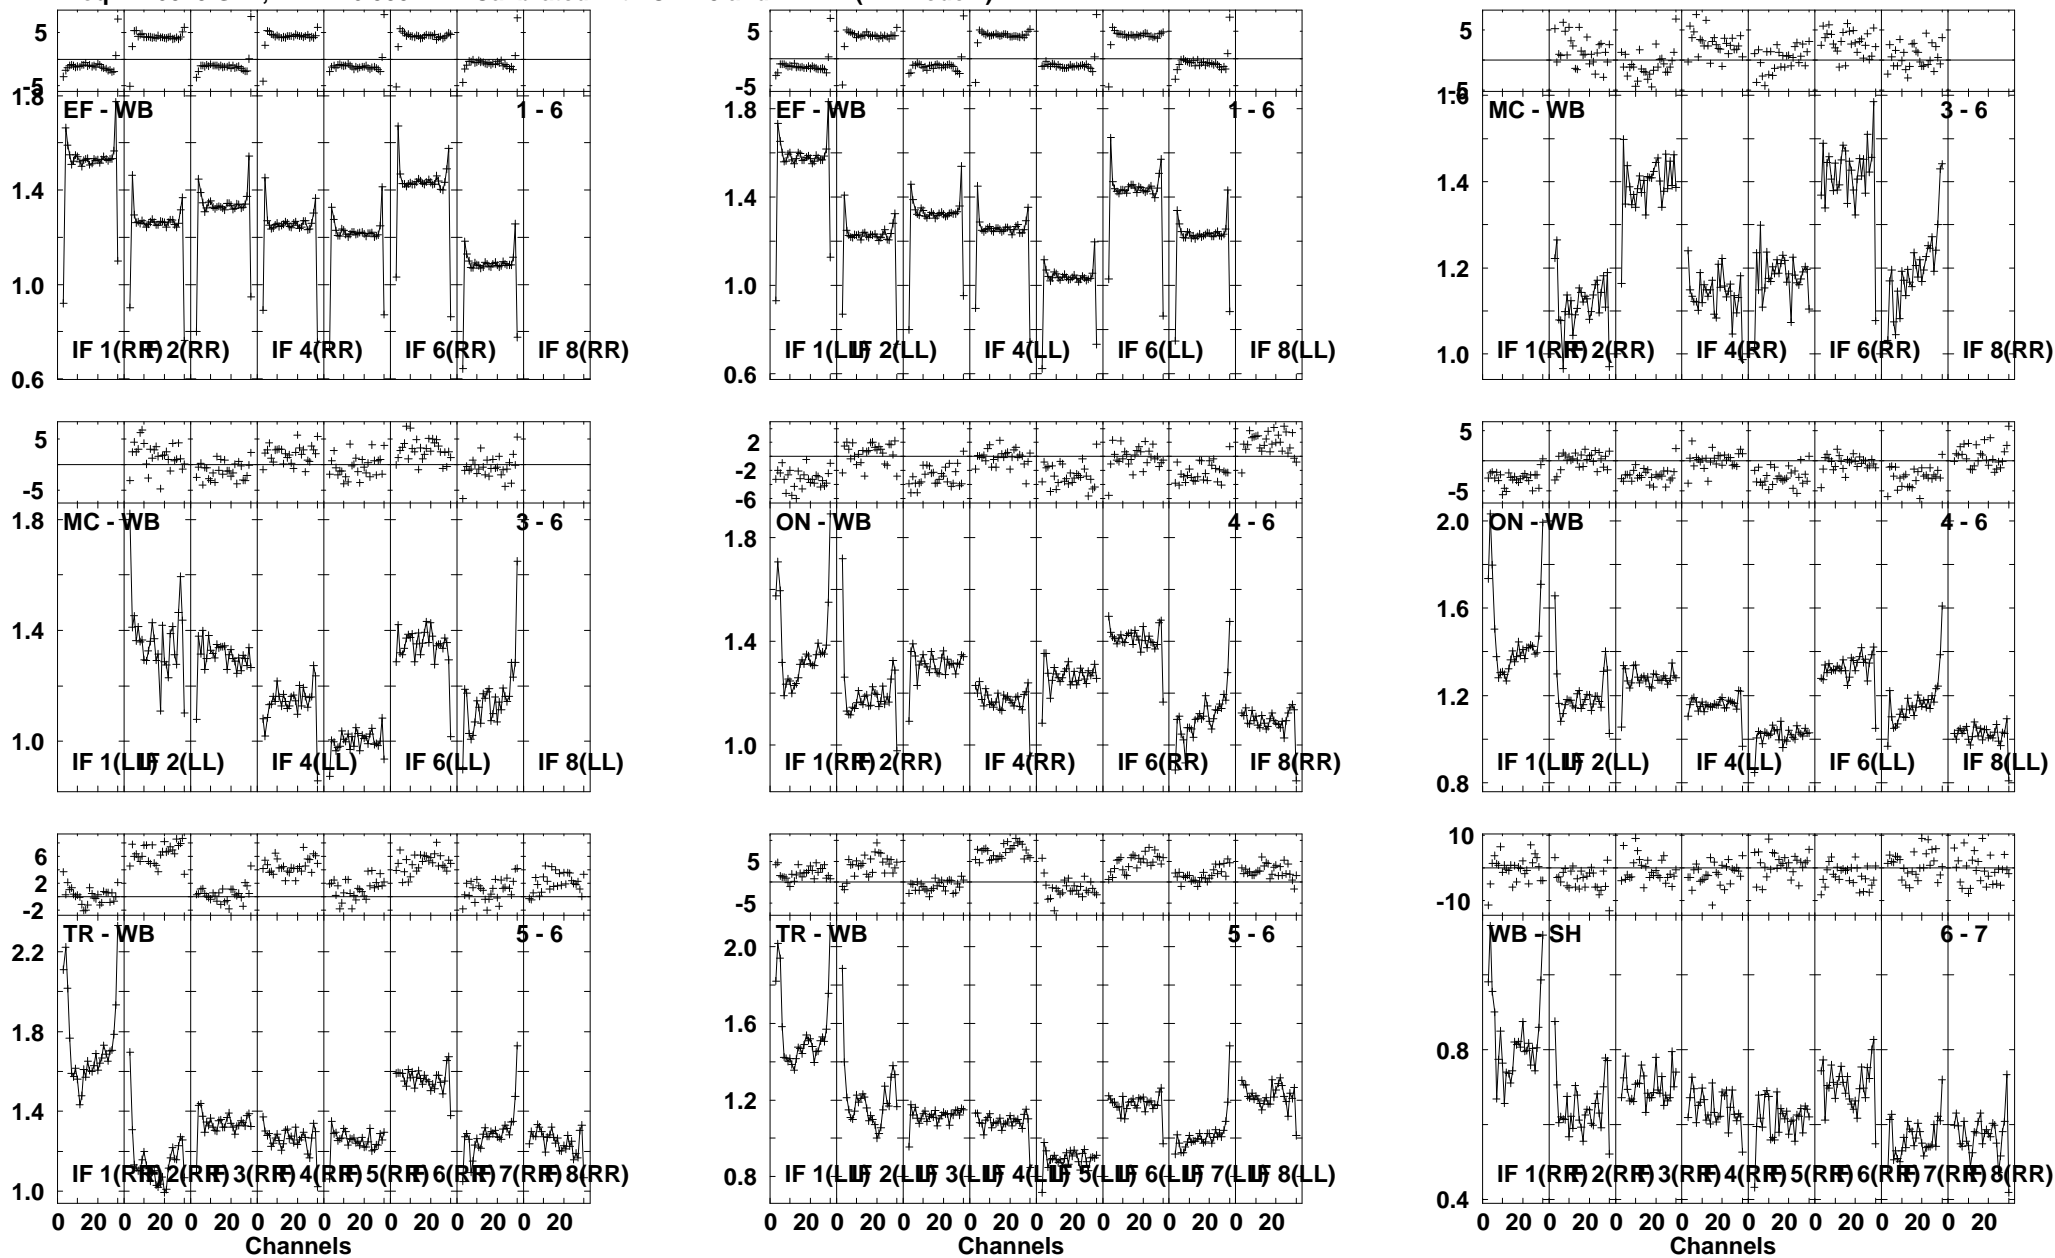 5 5 5
-5 -5 -5
1.8 EF - WB 1 - 6 1.8 EF - WB 1 - 6 1.6 MC - WB 3 - 6
1.4 1.4 1.4
1.2
1.0 1.0
IF 1(RR) IF 2(RR) IF 4(RR) IF 6(RR) IF 8(RR) IF 1(LL) IF 2(LL) IF 4(LL) IF 6(LL) IF 8(LL) 1.0 IF 1(RR) IF 2(RR) IF 4(RR) IF 6(RR) IF 8(RR)
0.6 0.6
5 2 5
-2
-5 -6 -5
1.8 MC - WB 3 - 6 ON - WB 4 - 6 2.0 ON - WB 4 - 6
1.8
1.4 1.4 1.6
1.2
1.0 1.0
IF 1(LL) IF 2(LL) IF 4(LL) IF 6(LL) IF 8(LL) IF 1(RR) IF 2(RR) IF 4(RR) IF 6(RR) IF 8(RR) IF 1(LL) IF 2(LL) IF 4(LL) IF 6(LL) IF 8(LL)
0.8
6 5 10
2 0
-2 -5 -10
TR - WB 5 - 6 TR - WB 5 - 6 WB - SH 6 - 7
2.2 2.0
1.8 1.6
1.4 1.2 0.8
IF 1(RR) IF 2(RR) IF 3(RR) IF 4(RR) IF 5(RR) IF 6(RR) IF 7(RR) IF 8(RR) IF 1(LL) IF 2(LL) IF 3(LL) IF 4(LL) IF 5(LL) IF 6(LL) IF 7(LL) IF 8(LL) IF 1(RR) IF 2(RR) IF 3(RR) IF 4(RR) IF 5(RR) IF 6(RR) IF 7(RR) IF 8(RR)
1.0 0.8 0.4
0 20 0 20 0 20 0 20 0 20 0 20 0 20 0 20 0 20 0 20 0 20 0 20 0 20 0 20 0 20 0 20 0 20 0 20 0 20 0 20 0 20 0 20 0 20 0 20
Channels Channels Channels